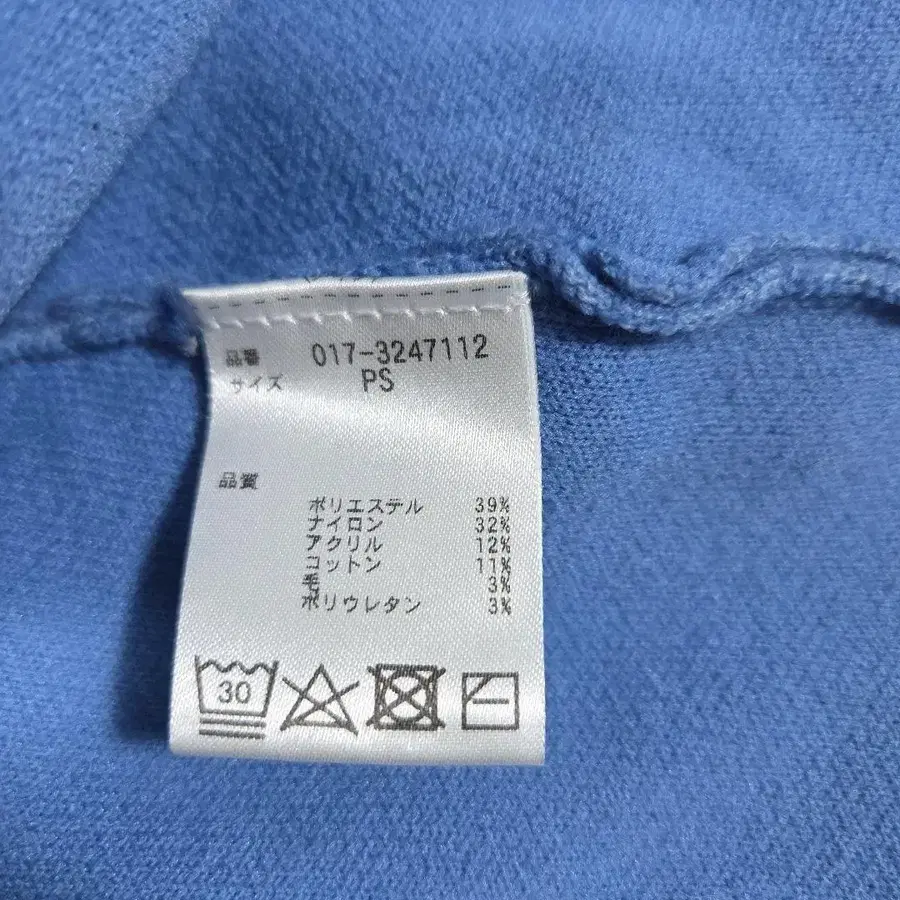 品番 017-3247112
サイズ PS
品質
ポリエステル 39%
ナイロン 32%
アクリル 12%
コットン 11%
毛 3%
ポリウレタン 3%
30